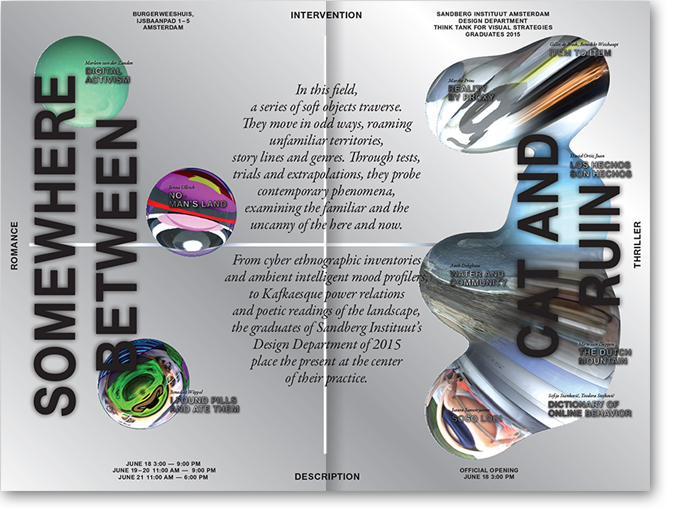 BURGERWEESHUIS,
IJSBAANPAD 1–5
AMSTERDAM
INTERVENTION
SANDBERG INSTITUUT AMSTERDAM
DESIGN DEPARTMENT
THINK TANK FOR VISUAL STRATEGIES
GRADUATES 2015
ROMANCE
SOMEWHERE
BETWEEN
Marleen van der Zanden
DIGITAL
ACTIVISM
Jenna Ullrich
NO
MAN'S LAND
I FOUND PILLS
AND ATE THEM
In this field,
a series of soft objects traverse.
They move in odd ways, roaming
unfamiliar territories,
story lines and genres. Through tests,
trials and extrapolations, they probe
contemporary phenomena,
examining the familiar and the
uncanny of the here and now.
From cyber ethnographic inventories
and ambient intelligent mood profilers,
to Kafkaesque power relations
and poetic readings of the landscape,
the graduates of Sandberg Instituut's
Design Department of 2015
place the present at the center
of their practice.
ITEM TO ITEM
REALITY
BY PROXY
CAT AND
RUIN
LOS HECHOS
SON HECHOS
WATER AND
COMMUNITY
THE DUTCH
MOUNTAIN
DICTIONARY OF
ONLINE BEHAVIOR
THRILLER
JUNE 18 3:00 — 9:00 PM
JUNE 19–20 11:00 AM — 9:00 PM
JUNE 21 11:00 AM — 6:00 PM
DESCRIPTION
OFFICIAL OPENING
JUNE 18 3:00 PM